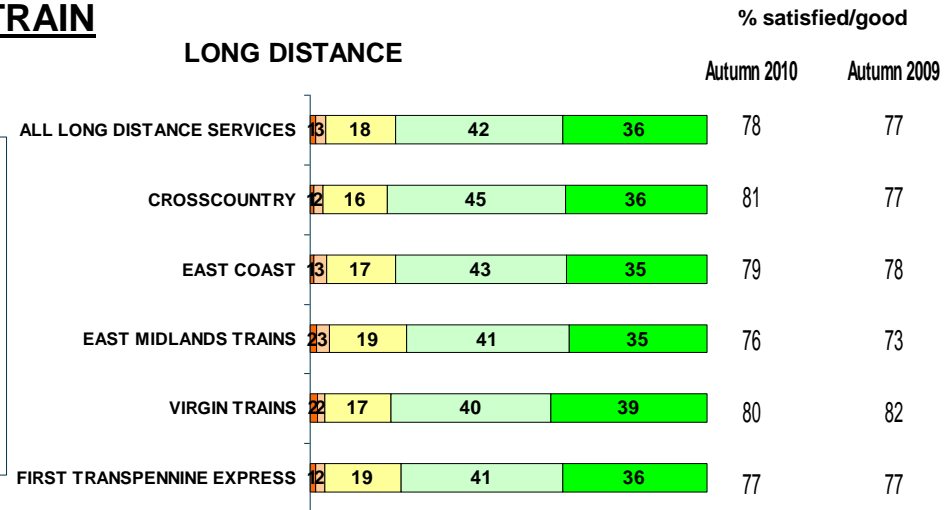 TRAIN
% satisfied/good
LONG DISTANCE
Autumn 2010 Autumn 2009
ALL LONG DISTANCE SERVICES 1 3 18 42 36 78 77
CROSSCOUNTRY 1 2 16 45 36 81 77
EAST COAST 1 3 17 43 35 79 78
EAST MIDLANDS TRAINS 2 3 19 41 35 76 73
VIRGIN TRAINS 2 2 17 40 39 80 82
FIRST TRANSPENNINE EXPRESS 1 2 19 41 36 77 77